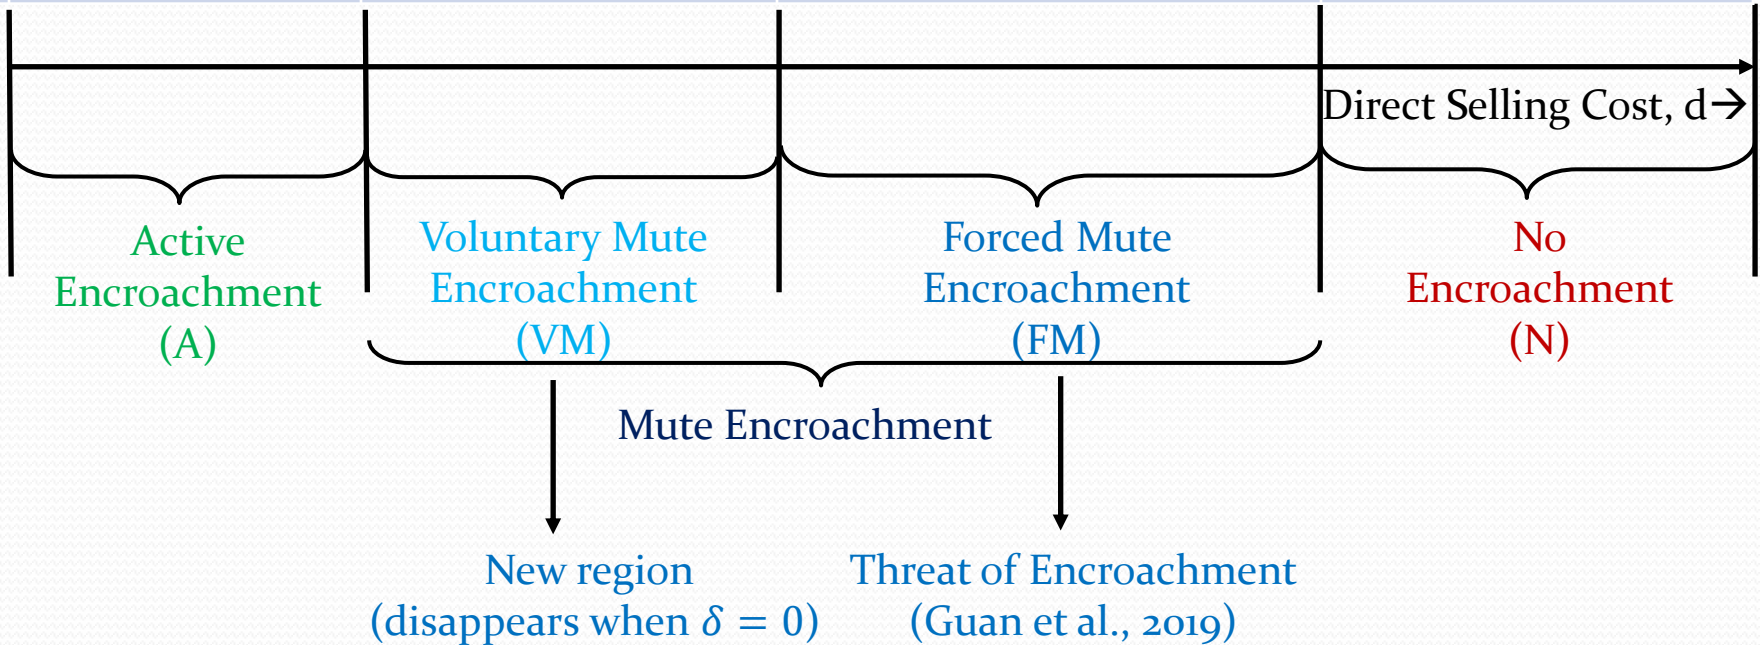 Direct Selling Cost, d→
Active
Encroachment
(A)
Voluntary Mute
Encroachment
(VM)
Forced Mute
Encroachment
(FM)
No
Encroachment
(N)
Mute Encroachment
New region
(disappears when δ = 0)
Threat of Encroachment
(Guan et al., 2019)